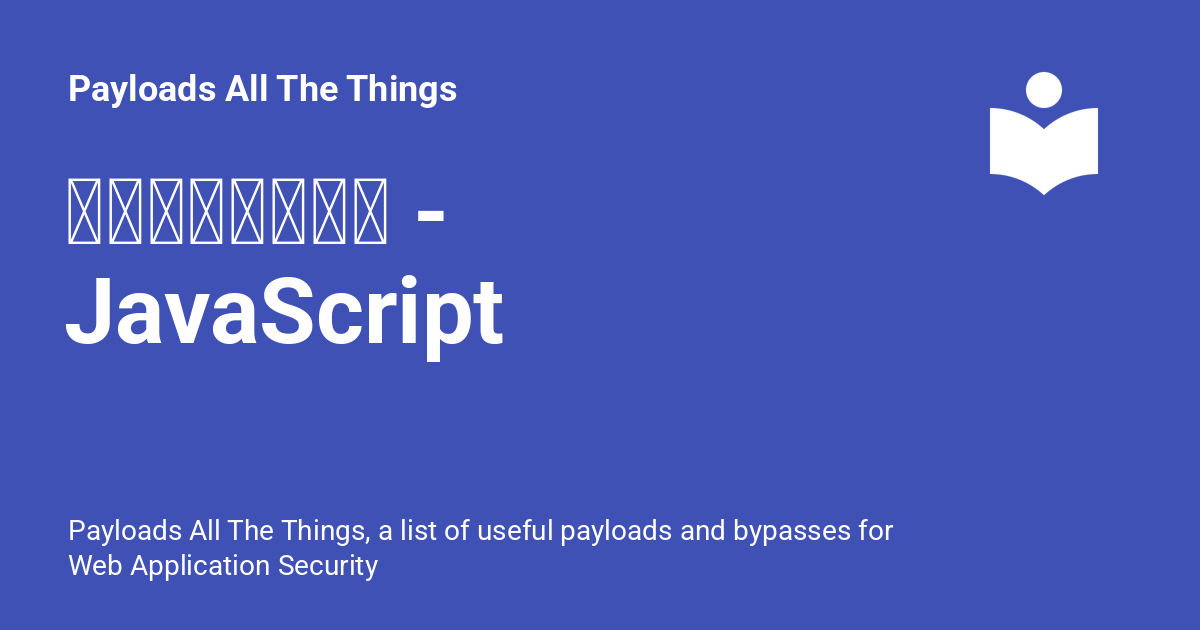 Payloads All The Things
-
JavaScript
Payloads All The Things, a list of useful payloads and bypasses for
Web Application Security